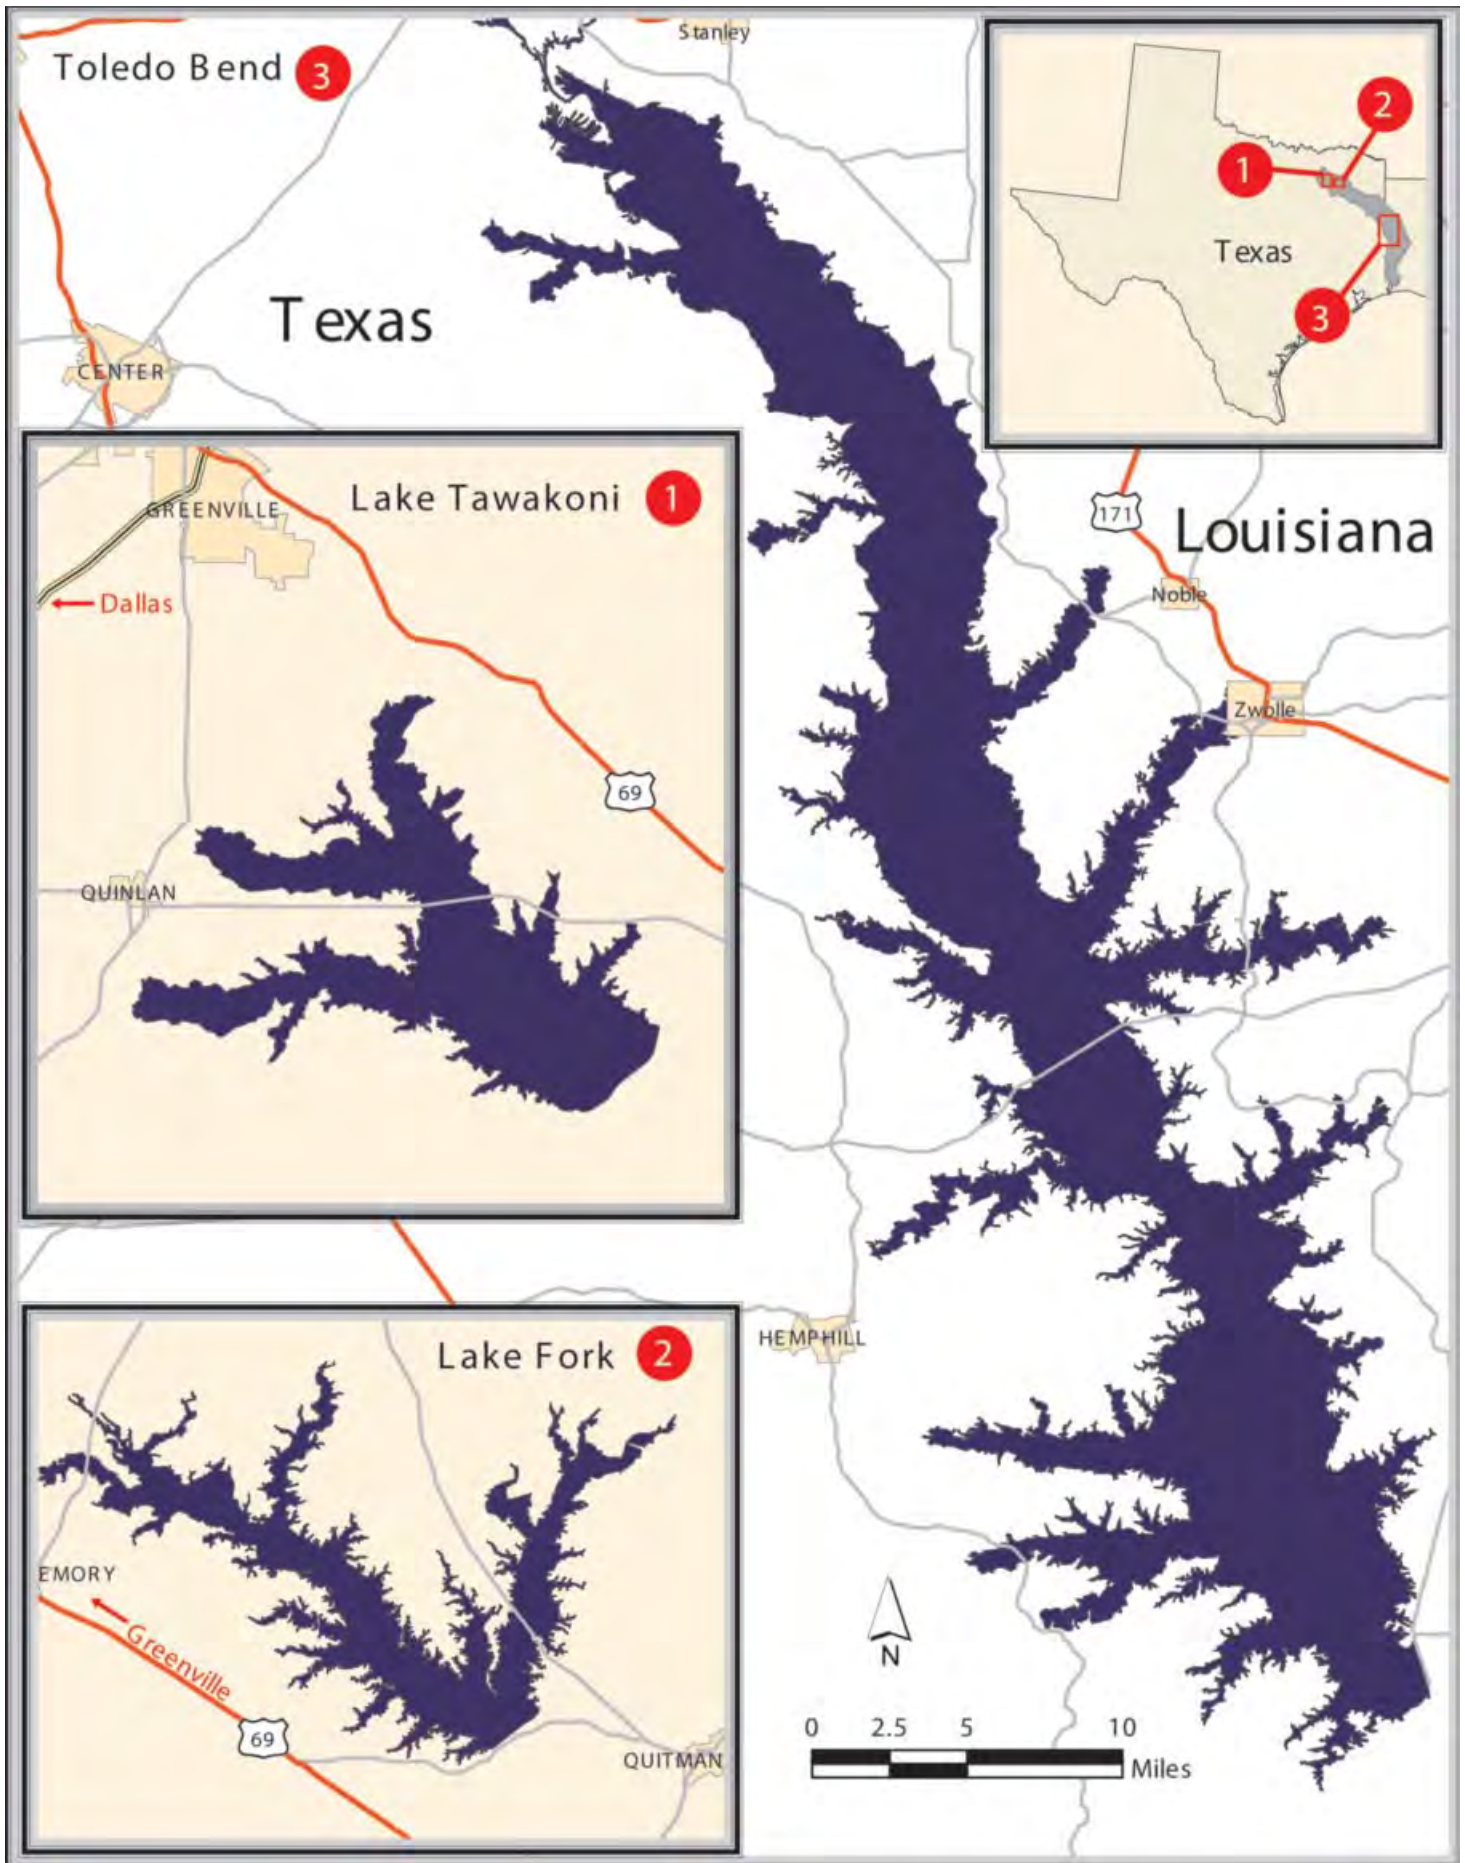 Stanley
Toledo Bend 3
2
1
Texas
3
Texas
CENTER
Lake Tawakoni 1
GREENVILLE
Dallas
69
QUINLAN
171
Louisiana
Noble
Zwolle
HEMPHILL
Lake Fork 2
EMORY
Greenville
69
QUITMAN
N
0 2.5 5 10
Miles